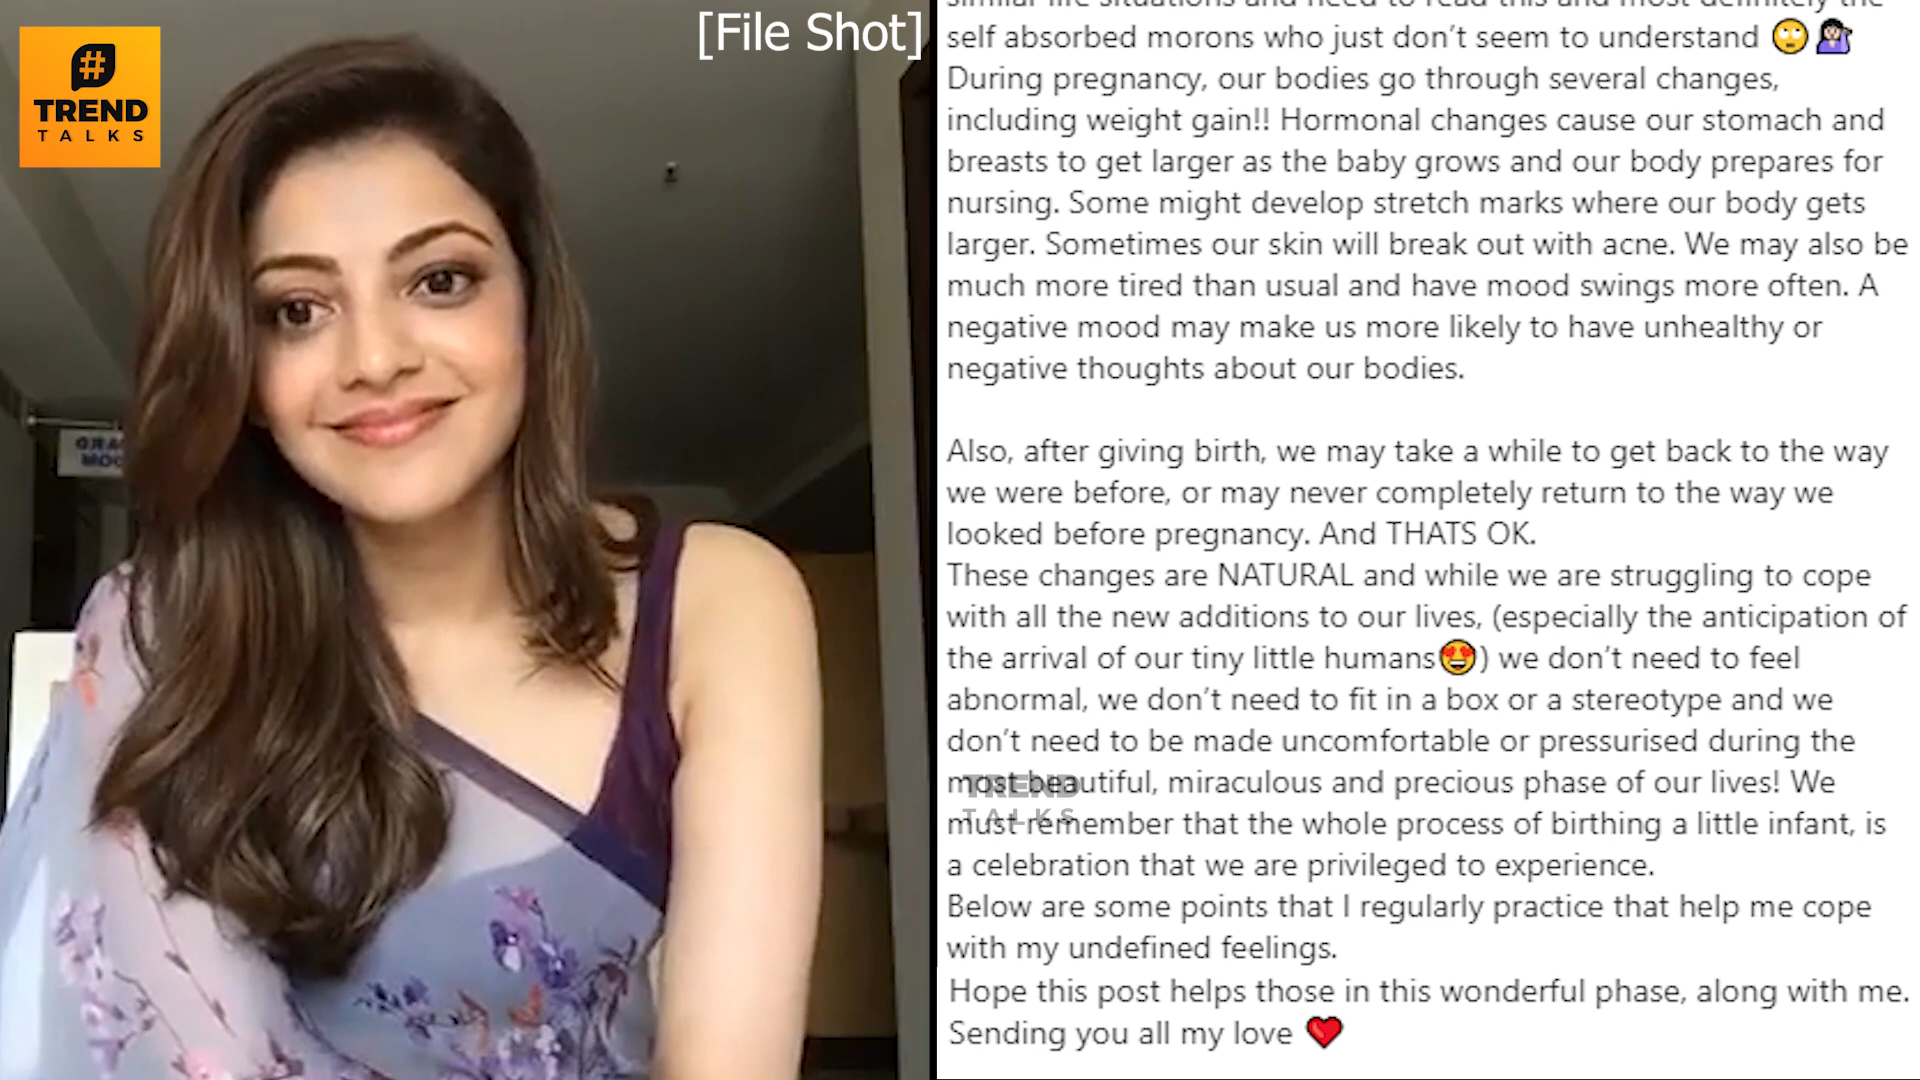 #
TREND
TALKS
[File Shot]
self absorbed morons who just don't seem to understand 🙄🤷🏻‍♀️
During pregnancy, our bodies go through several changes,
including weight gain!! Hormonal changes cause our stomach and
breasts to get larger as the baby grows and our body prepares for
nursing. Some might develop stretch marks where our body gets
larger. Sometimes our skin will break out with acne. We may also be
much more tired than usual and have mood swings more often. A
negative mood may make us more likely to have unhealthy or
negative thoughts about our bodies.
Also, after giving birth, we may take a while to get back to the way
we were before, or may never completely return to the way we
looked before pregnancy. And THATS OK.
These changes are NATURAL and while we are struggling to cope
with all the new additions to our lives, (especially the anticipation of
the arrival of our tiny little humans😍) we don't need to feel
abnormal, we don't need to fit in a box or a stereotype and we
don't need to be made uncomfortable or pressurised during the
most beautiful, miraculous and precious phase of our lives! We
must remember that the whole process of birthing a little infant, is
a celebration that we are privileged to experience.
Below are some points that I regularly practice that help me cope
with my undefined feelings.
Hope this post helps those in this wonderful phase, along with me.
Sending you all my love ❤️
TREND
TALKS